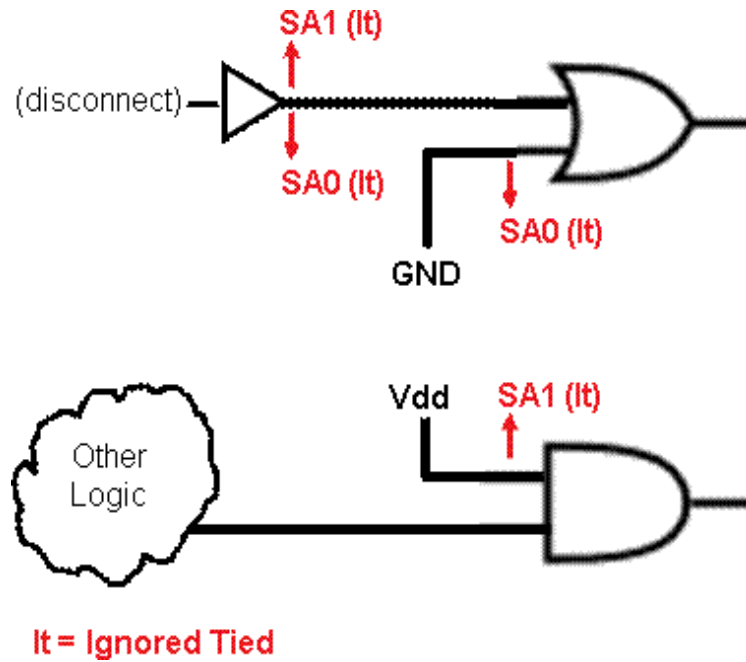 SA1 (It)
(disconnect)
SA0 (It)
SA0 (It)
GND
Vdd
SA1 (It)
Other
Logic
It = Ignored Tied